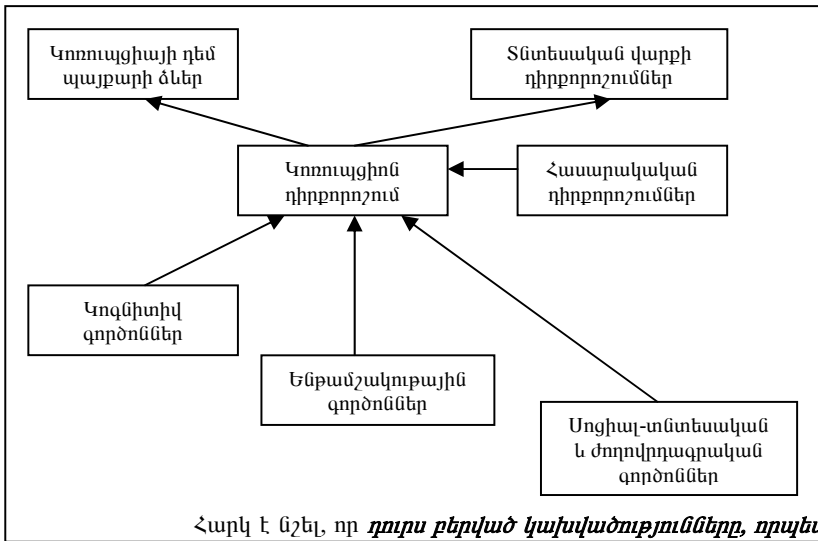 Կոռուպցիայի դեմ
պայքարի ձևեր
Տնտեսական վարքի
դիրքորոշումներ
Կոռուպցիոն
դիրքորոշում
Հասարակական
դիրքորոշումներ
Կոգնիտիվ
գործոններ
Ենթամշակութային
գործոններ
Սոցիալ-տնտեսական
և ժողովրդագրական
գործոններ
Հարկ է նշել, որ դուրս բերված կախվածությունները, որպես